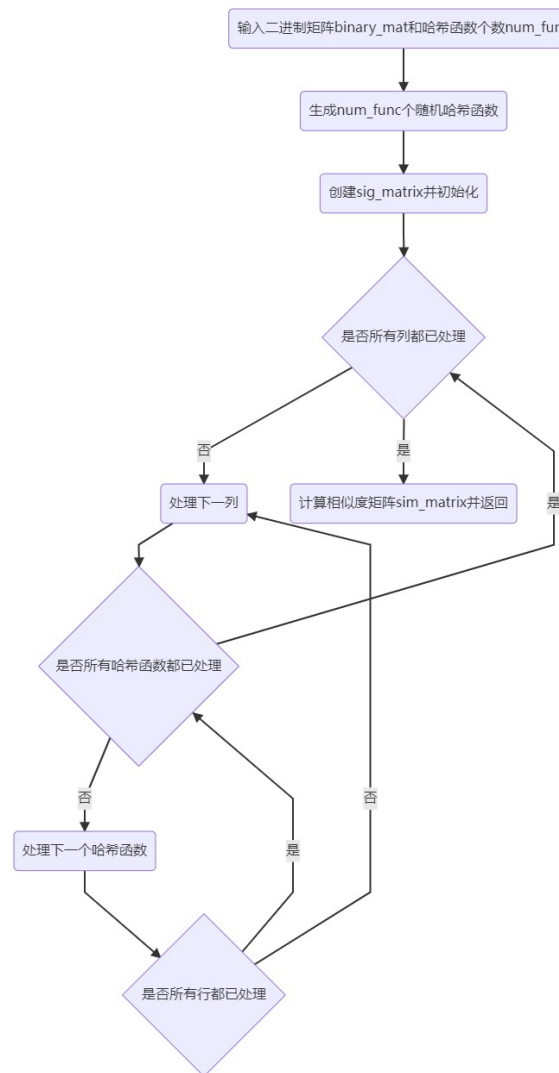 输入二进制矩阵binary_mat和哈希函数个数num_fun
生成num_func个随机哈希函数
创建sig_matrix并初始化
是否所有列都已处理
否
是
处理下一列
计算相似度矩阵sim_matrix并返回
是
是否所有哈希函数都已处理
否
是
否
处理下一个哈希函数
是否所有行都已处理